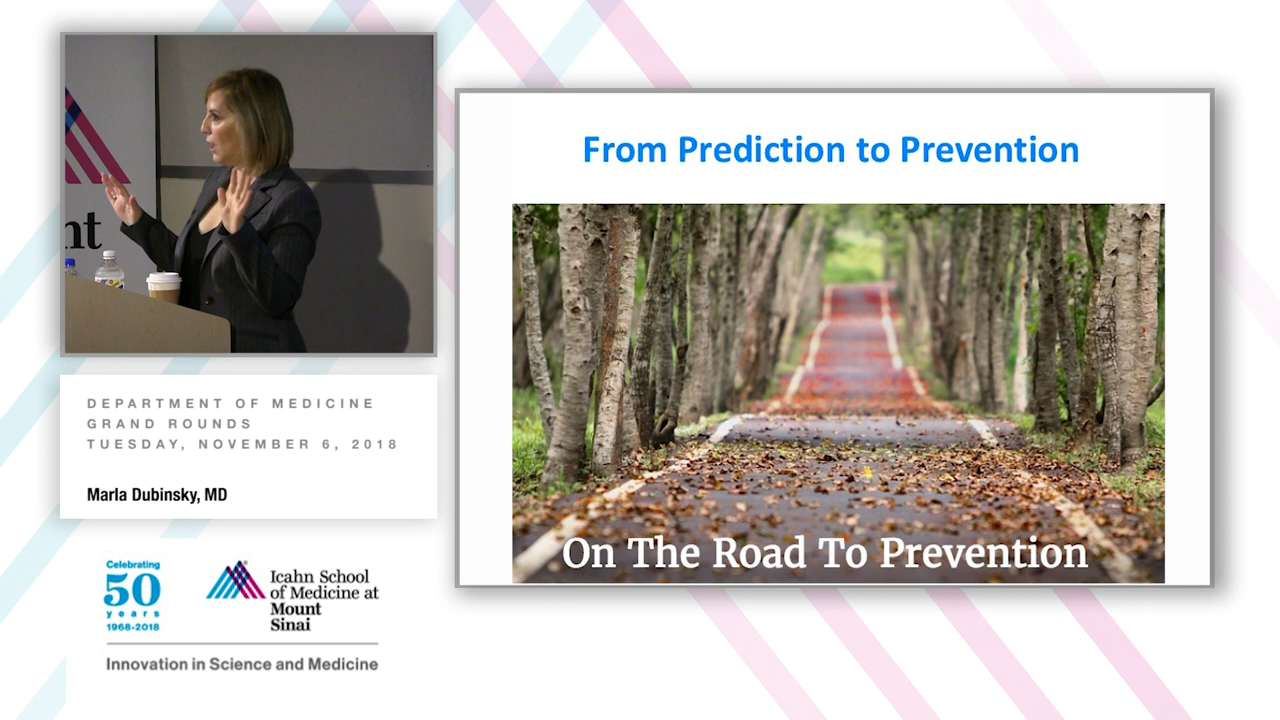 nt
DEPARTMENT OF MEDICINE
GRAND ROUNDS
TUESDAY, NOVEMBER 6, 2018
Marla Dubinsky, MD
Celebrating
50
years
1968-2018
Icahn School
of Medicine at
Mount
Sinai
Innovation in Science and Medicine
From Prediction to Prevention
On The Road To Prevention